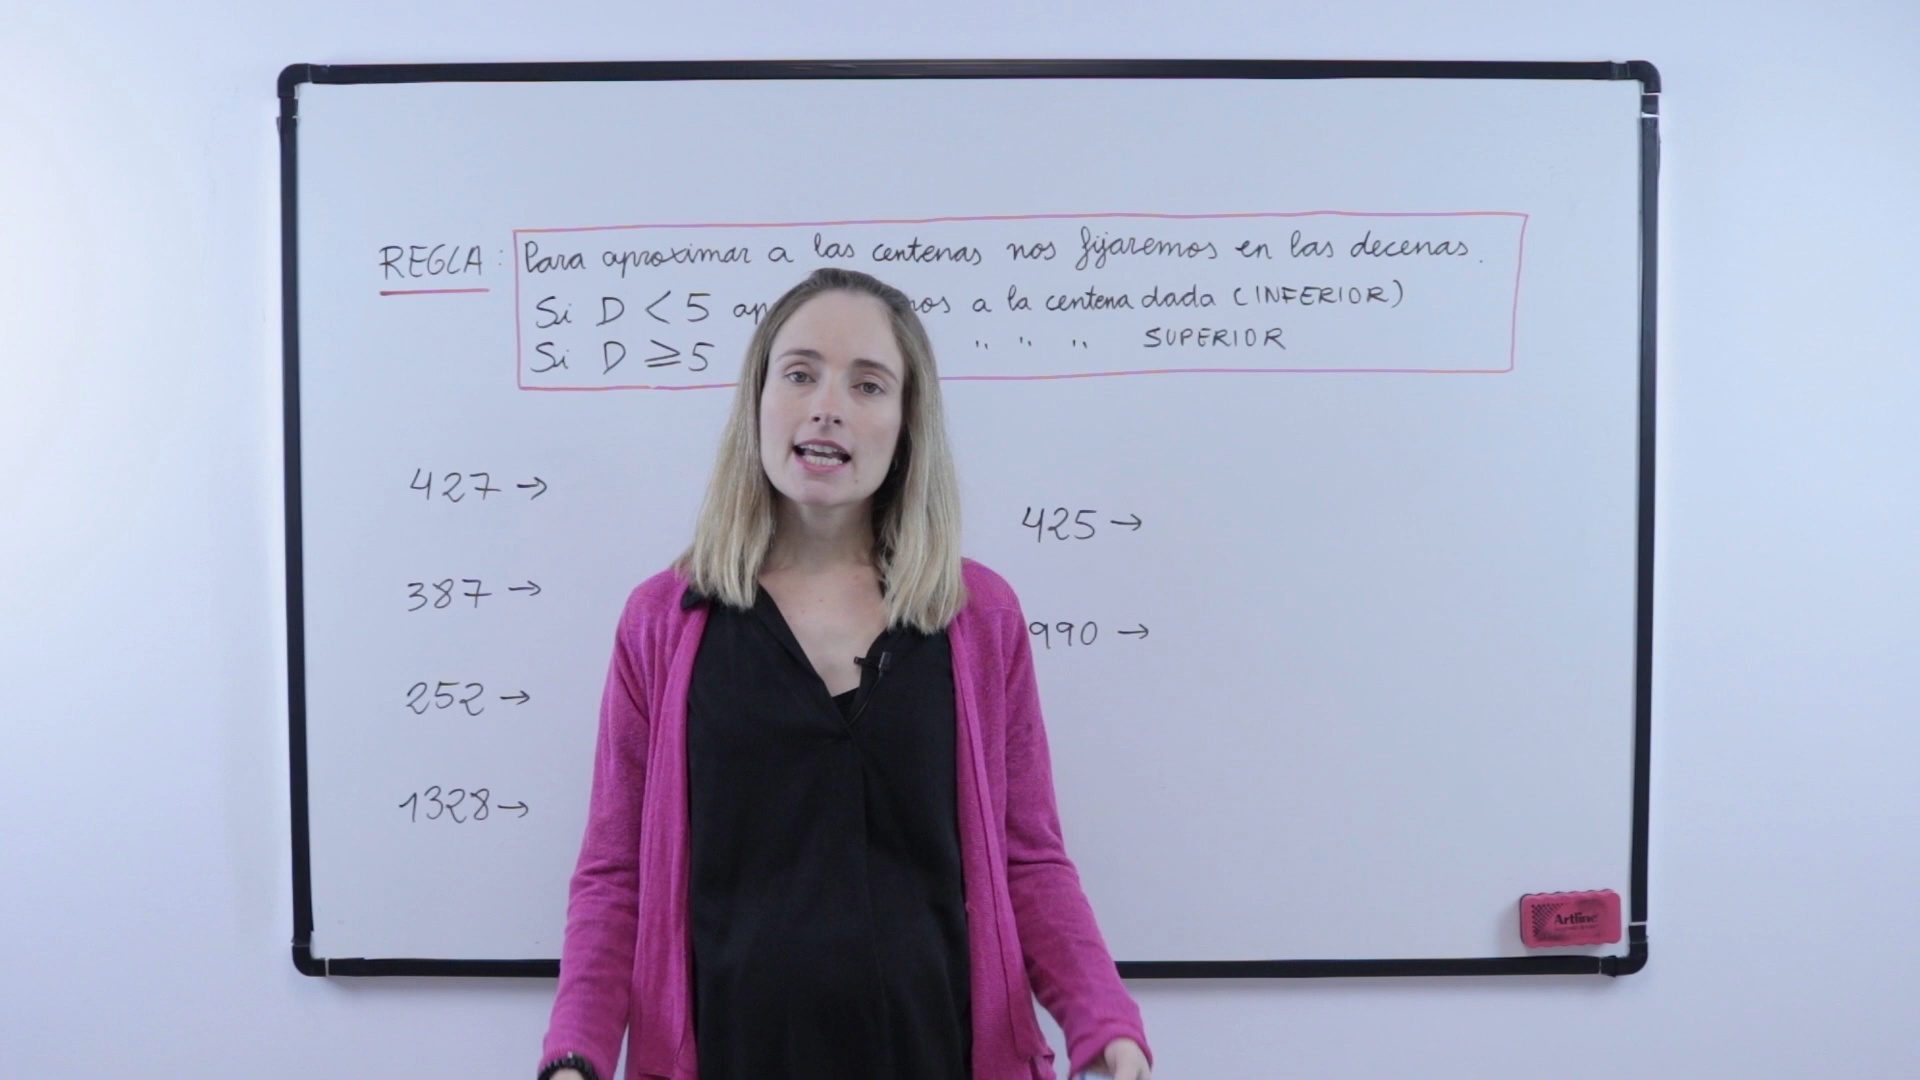 REGLA: Para aproximar a las centenas nos fijaremos en las decenas.
Si D < 5 a la centena dada (INFERIOR)
Si D ⩾ 5 " " " SUPERIOR
427 →
387 →
252 →
1328 →
425 →
990 →
Artline